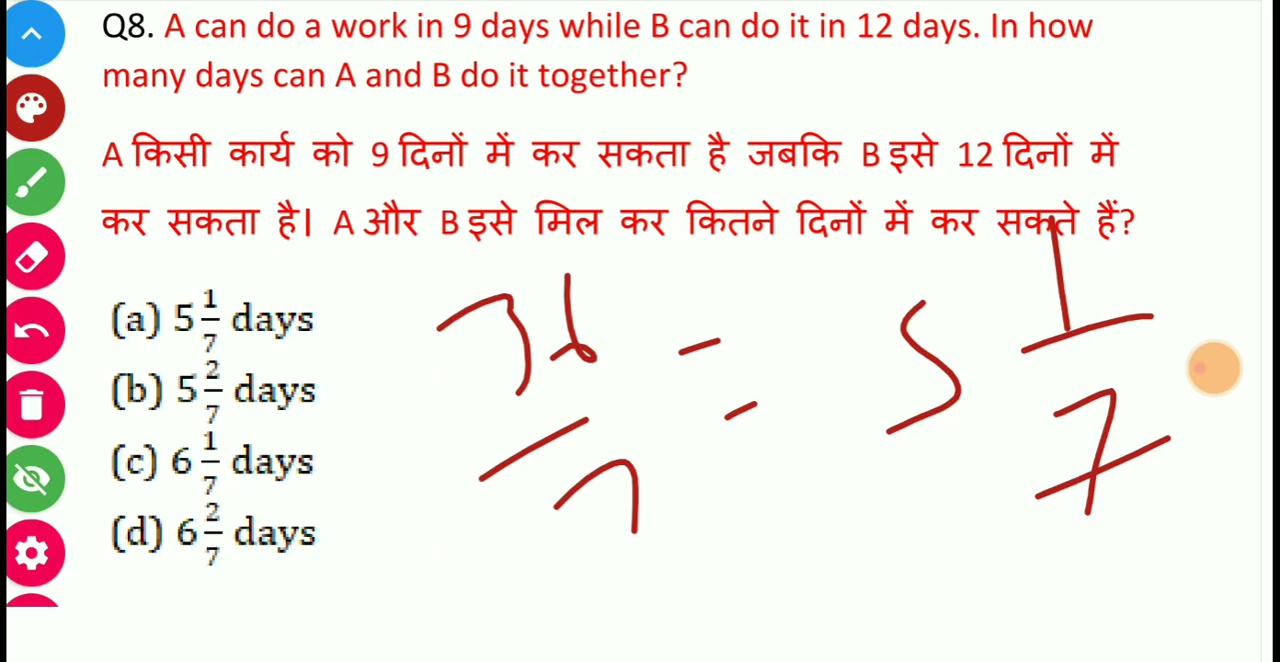 Q8. A can do a work in 9 days while B can do it in 12 days. In how
many days can A and B do it together?
A किसी कार्य को 9 दिनों में कर सकता है जबकि B इसे 12 दिनों में
कर सकता है। A और B इसे मिल कर कितने दिनों में कर सकते हैं?
(a) 5 1/7 days
(b) 5 2/7 days
(c) 6 1/7 days
(d) 6 2/7 days
36/7 = 5 1/7